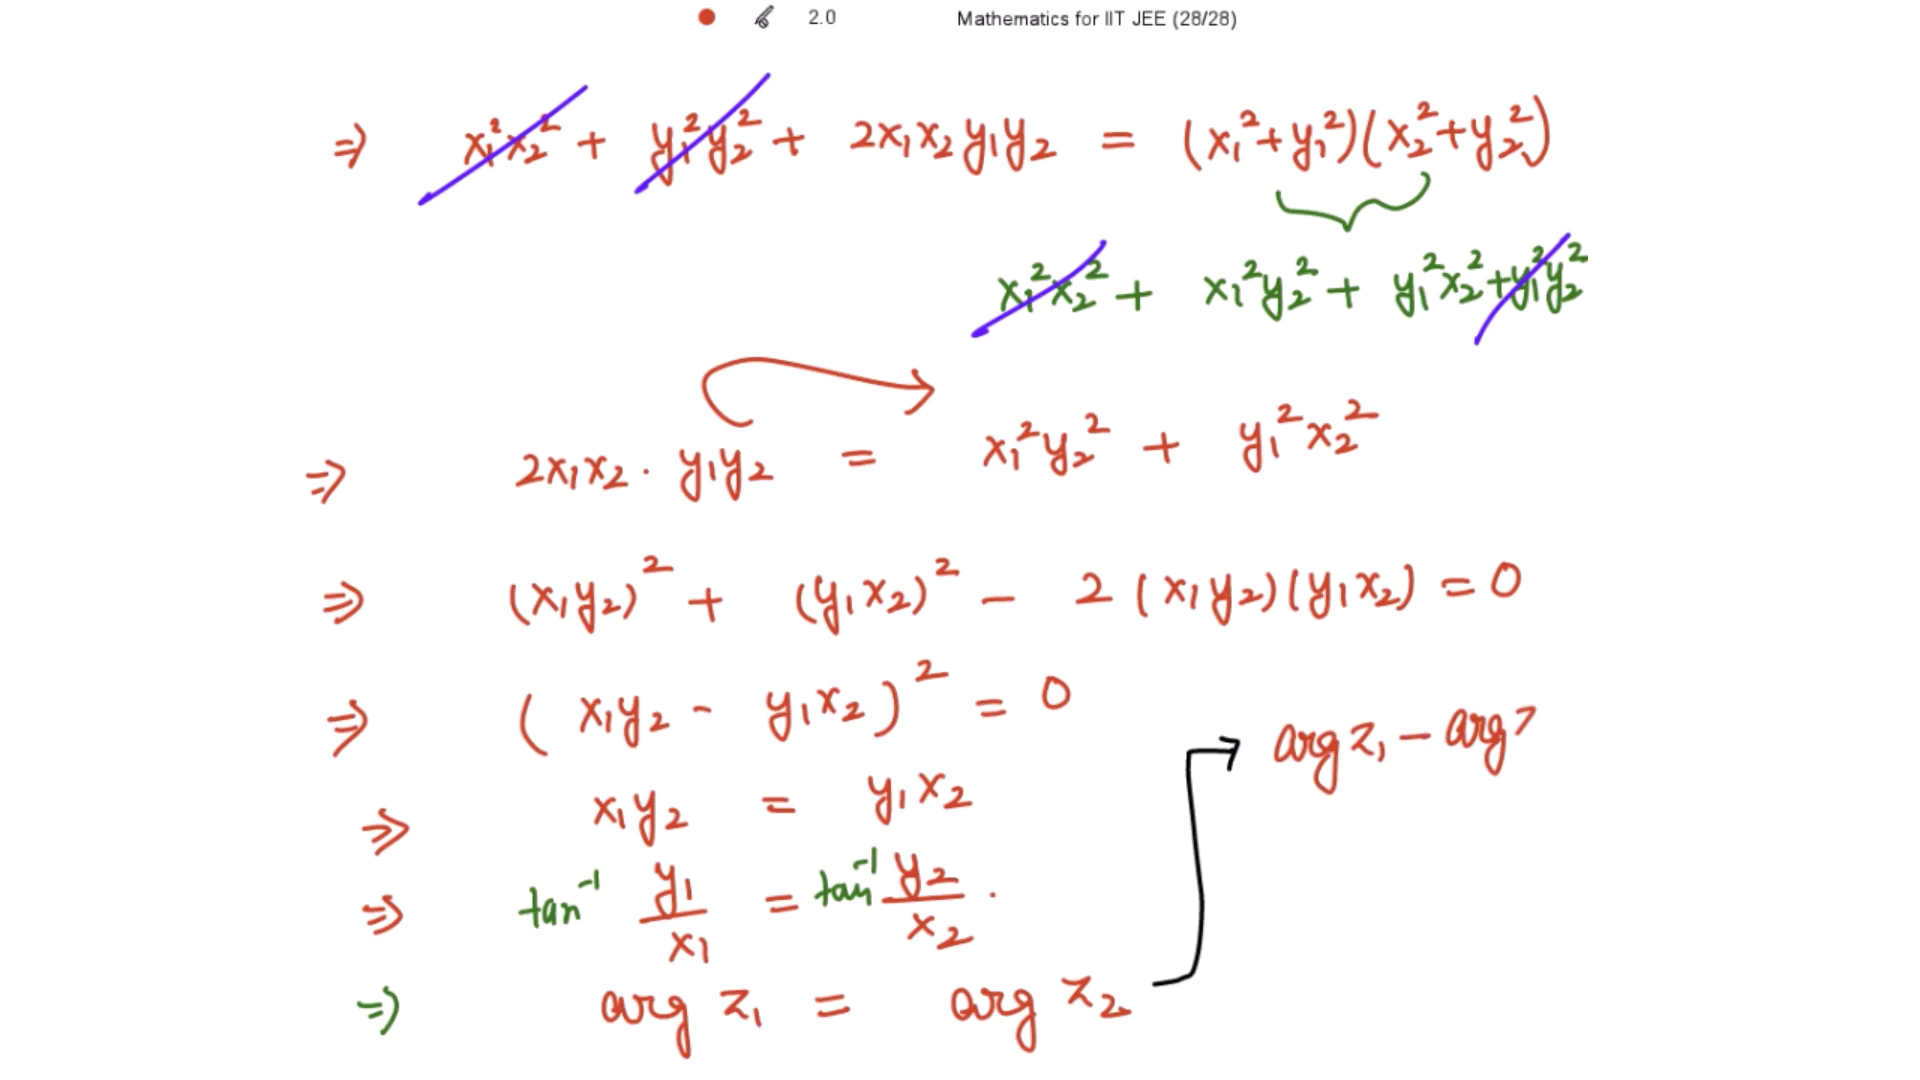 2.0 Mathematics for IIT JEE (28/28)
⇒ x₁²x₂² + y₁²y₂² + 2x₁x₂y₁y₂ = (x₁²+y₁²)(x₂²+y₂²)
x₁²x₂² + x₁²y₂² + y₁²x₂² + y₁²y₂²
⇒ 2x₁x₂ · y₁y₂ = x₁²y₂² + y₁²x₂²
⇒ (x₁y₂)² + (y₁x₂)² − 2(x₁y₂)(y₁x₂) = 0
⇒ (x₁y₂ − y₁x₂)² = 0
arg z₁ − arg z
⇒ x₁y₂ = y₁x₂
⇒ tan⁻¹ y₁/x₁ = tan⁻¹ y₂/x₂ .
⇒ arg z₁ = arg z₂